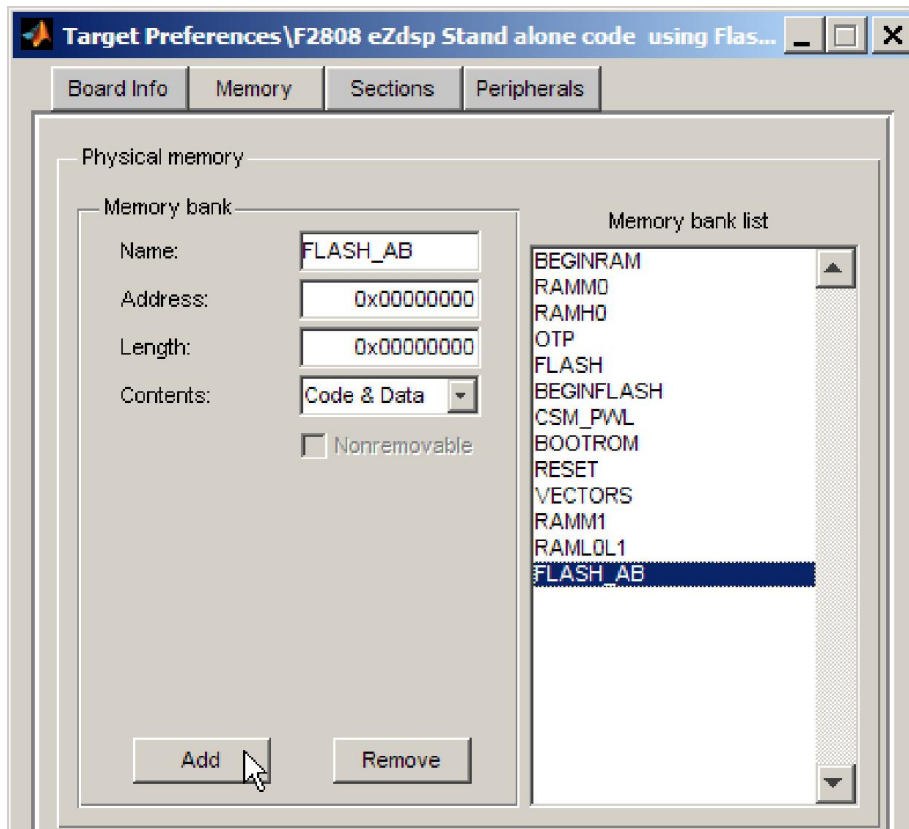 Target Preferences\F2808 eZdsp Stand alone code using Flas...
Board Info Memory Sections Peripherals
Physical memory
Memory bank
Name: FLASH_AB
Address: 0x00000000
Length: 0x00000000
Contents: Code & Data
Nonremovable
Add Remove
Memory bank list
BEGINRAM
RAMM0
RAMH0
OTP
FLASH
BEGINFLASH
CSM_PWL
BOOTROM
RESET
VECTORS
RAMM1
RAML0L1
FLASH_AB